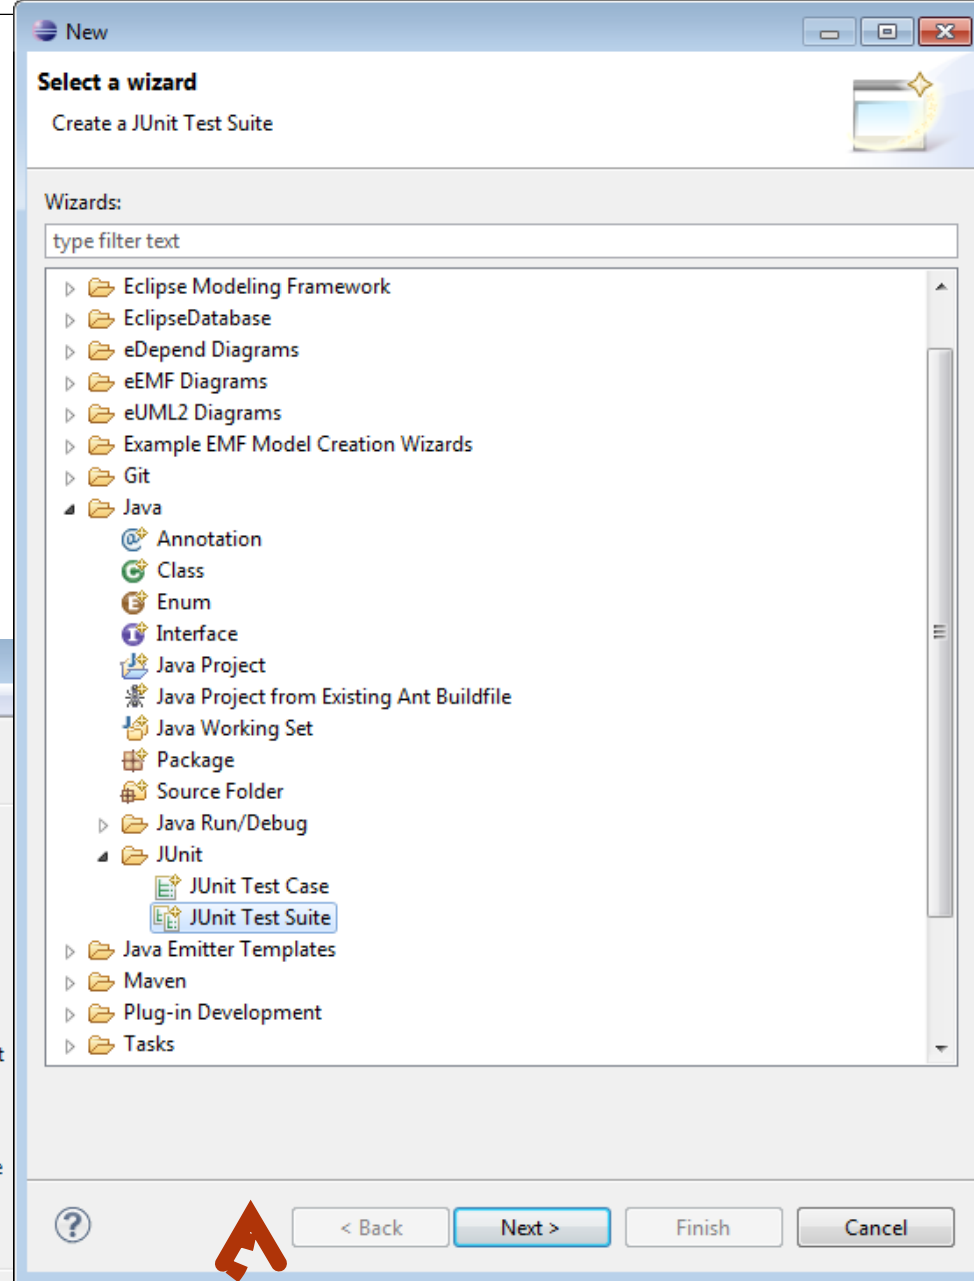 New
Select a wizard
Create a JUnit Test Suite
Wizards:
type filter text
Eclipse Modeling Framework
EclipseDatabase
eDepend Diagrams
eEMF Diagrams
eUML2 Diagrams
Example EMF Model Creation Wizards
Git
Java
Annotation
Class
Enum
Interface
Java Project
Java Project from Existing Ant Buildfile
Java Working Set
Package
Source Folder
Java Run/Debug
JUnit
JUnit Test Case
JUnit Test Suite
Java Emitter Templates
Maven
Plug-in Development
Tasks
< Back Next > Finish Cancel